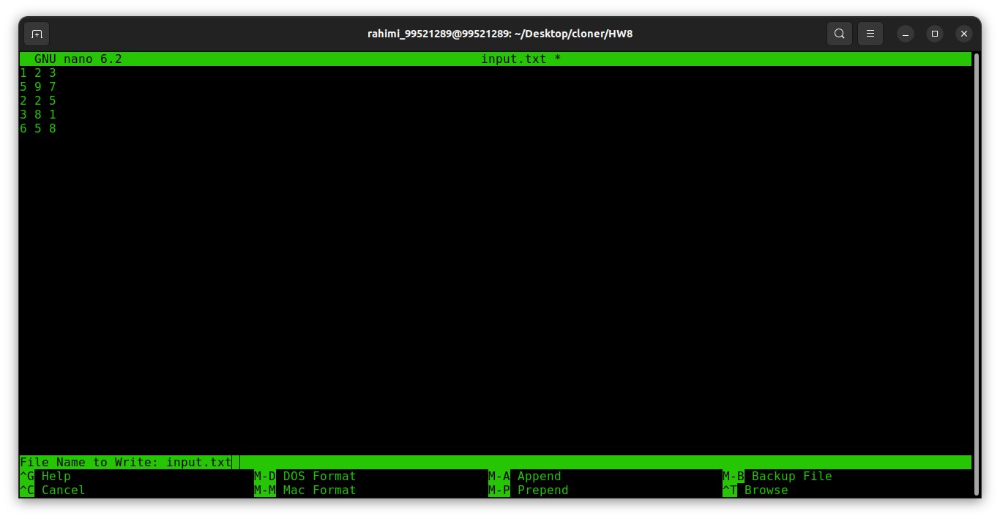 rahimi_99521289@99521289: ~/Desktop/cloner/HW8
GNU nano 6.2 input.txt *
1 2 3
5 9 7
2 2 5
3 8 1
6 5 8
File Name to Write: input.txt
^G Help M-D DOS Format M-A Append M-B Backup File
^C Cancel M-M Mac Format M-P Prepend ^T Browse